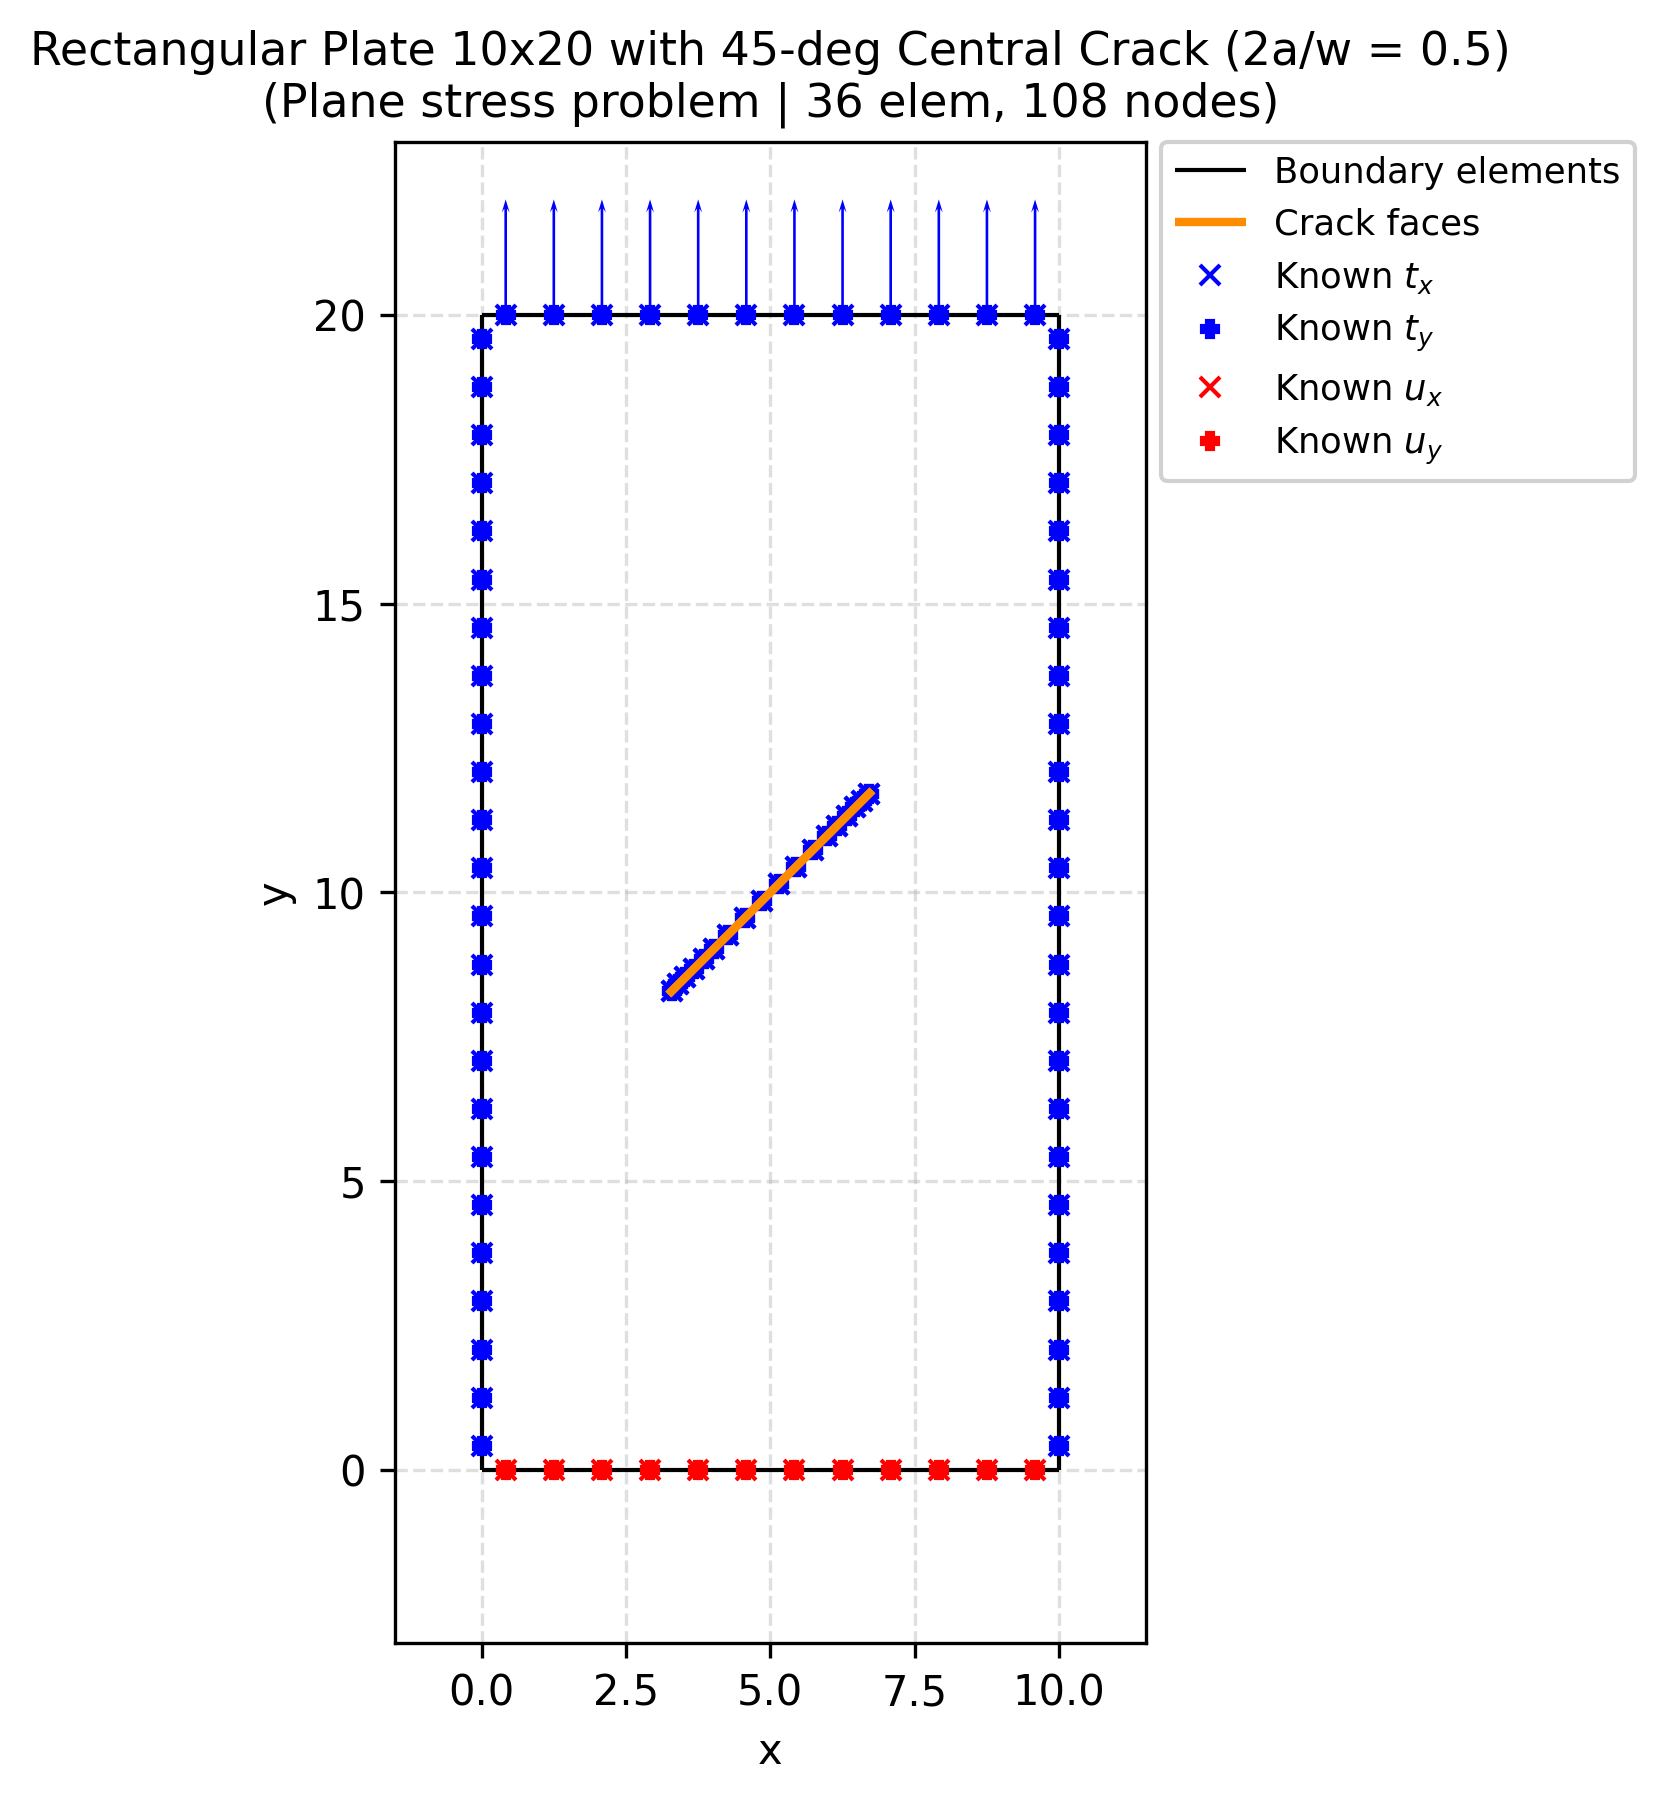 Rectangular Plate 10x20 with 45-deg Central Crack (2a/w = 0.5)
(Plane stress problem | 36 elem, 108 nodes)
Boundary elements
Crack faces
Known t_x
Known t_y
Known u_x
Known u_y
20
15
10
5
0
y
0.0 2.5 5.0 7.5 10.0
x